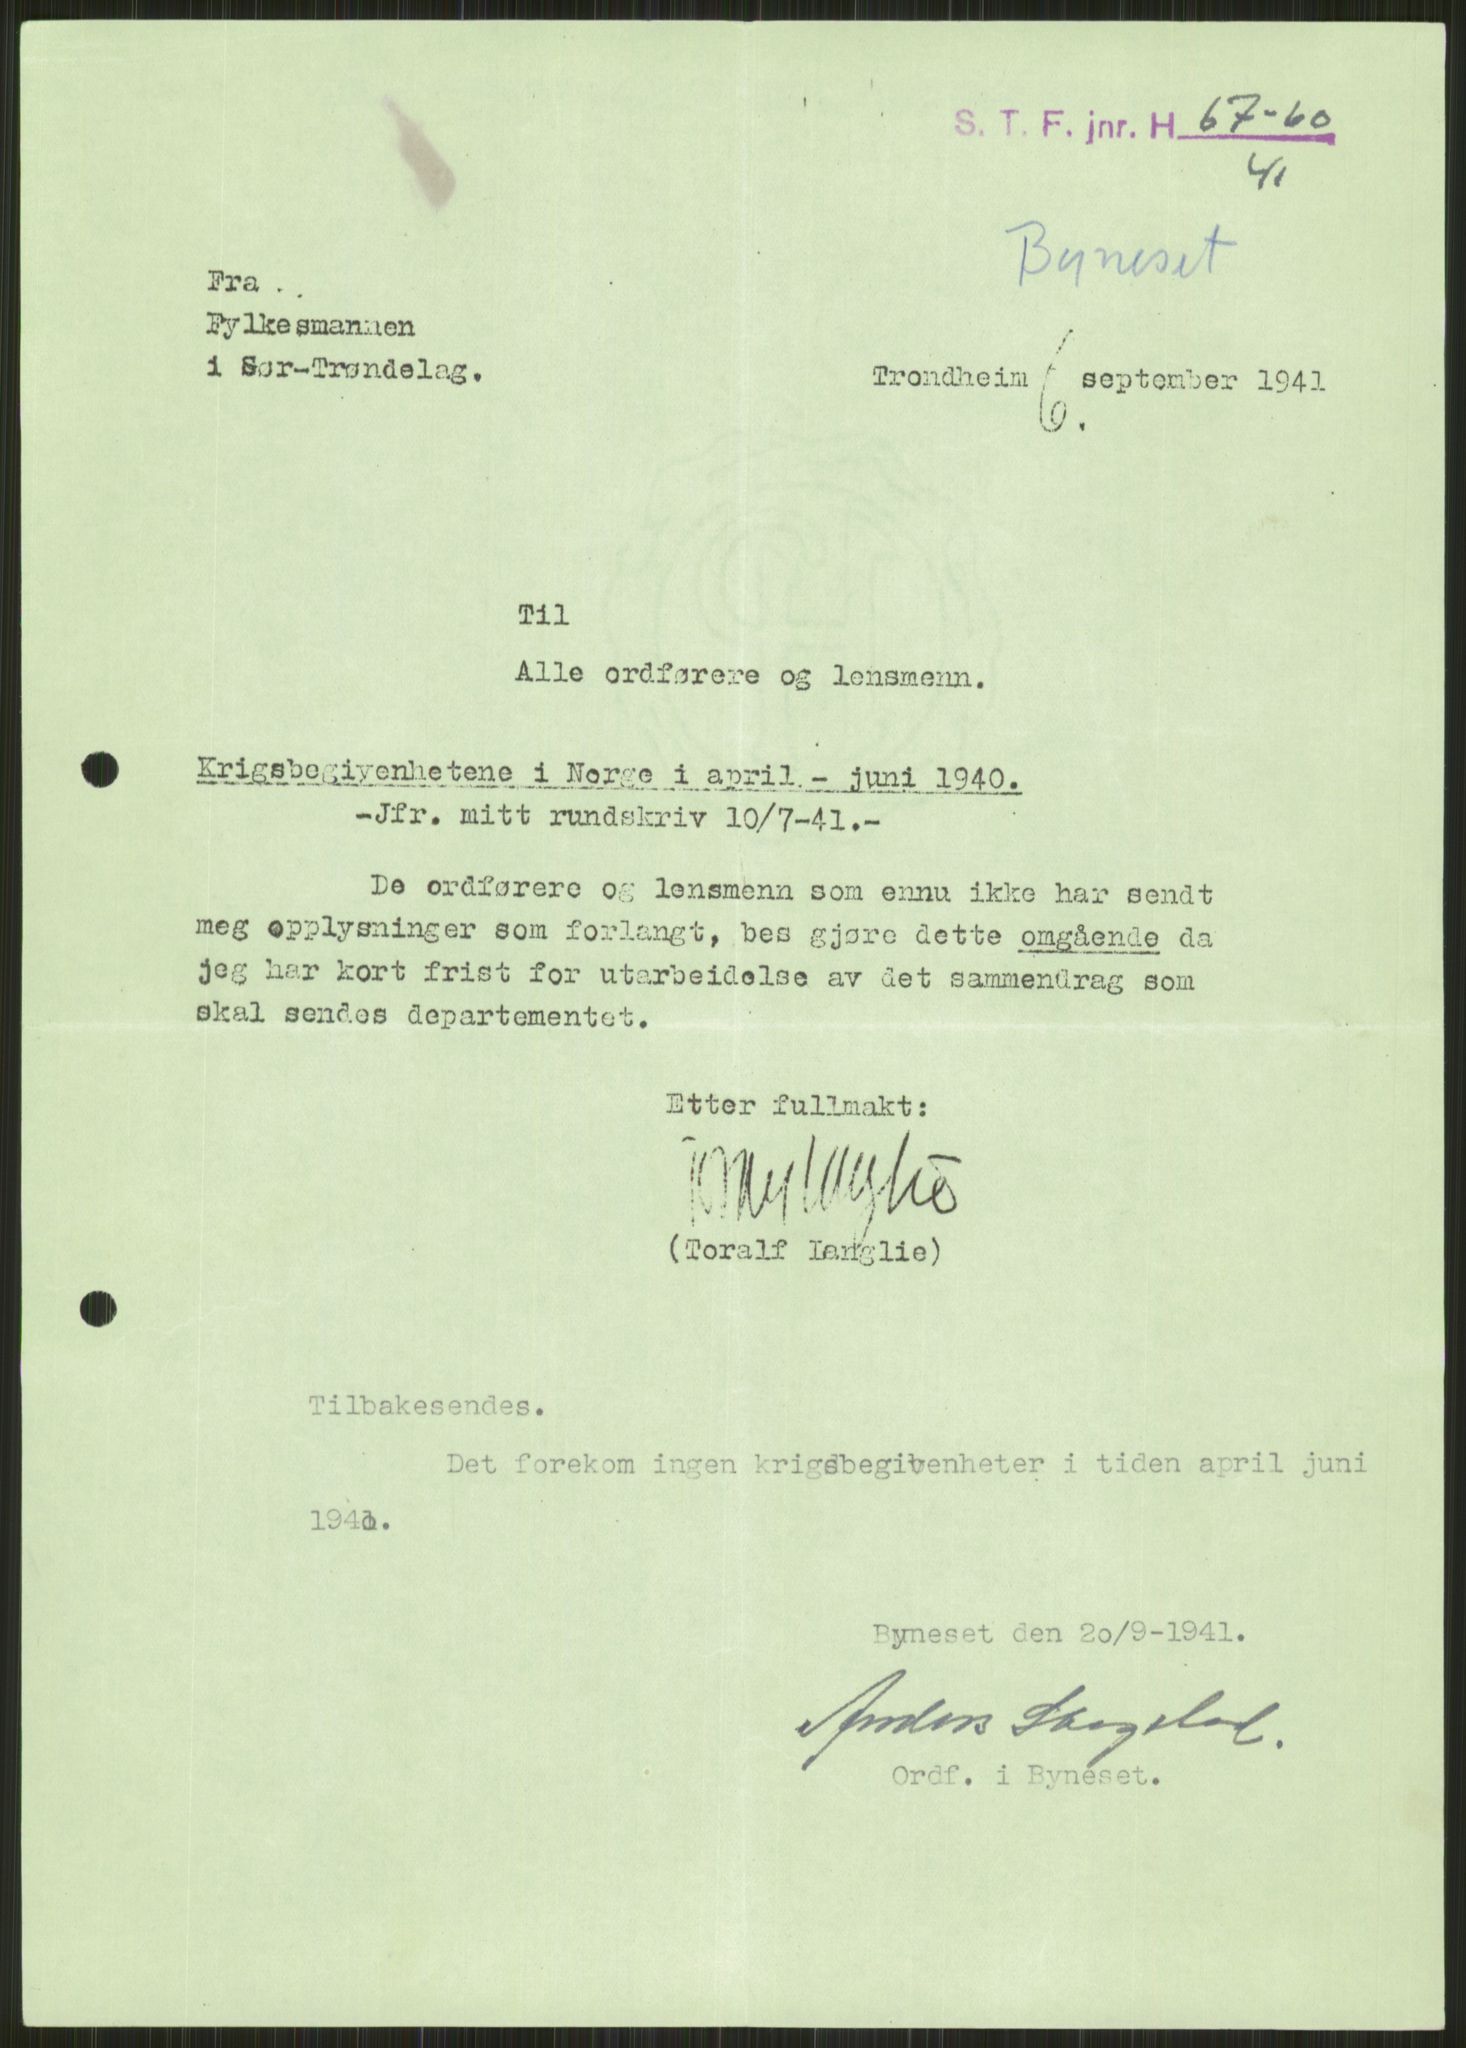 S. T. F. jnr. H 67-60
41
Byneset
Fra
Fylkesmannen
i Sør-Trøndelag.
Trondheim 6. september 1941
Til
Alle ordførere og lensmenn.
Krigsbegivenhetene i Norge i april - juni 1940.
-Jfr. mitt rundskriv 10/7-41.-
De ordførere og lensmenn som ennu ikke har sendt
meg opplysninger som forlangt, bes gjøre dette omgående da
jeg har kort frist for utarbeidelse av det sammendrag som
skal sendes departementet.
Etter fullmakt:
(Toralf Langlie)
Tilbakesendes.
Det forekom ingen krigsbegivenheter i tiden april juni
1940.
Byneset den 2o/9-1941.
Anders Skogstad.
Ordf. i Byneset.